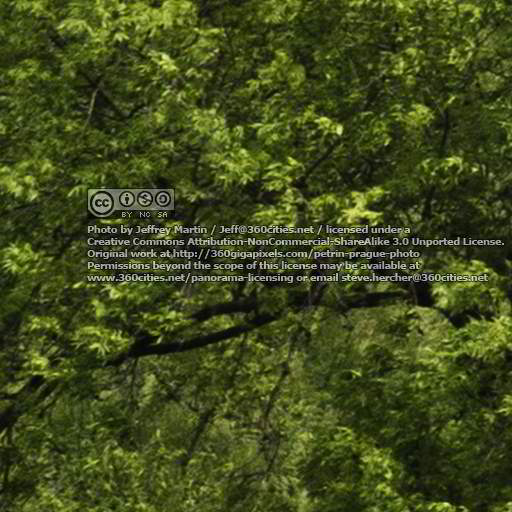 cc BY NC SA
Photo by Jeffrey Martin / Jeff@360cities.net / licensed under a
Creative Commons Attribution-NonCommercial-ShareAlike 3.0 Unported License.
Original work at http://360gigapixels.com/petrin-prague-photo
Permissions beyond the scope of this license may be available at
www.360cities.net/panorama-licensing or email steve.hercher@360cities.net